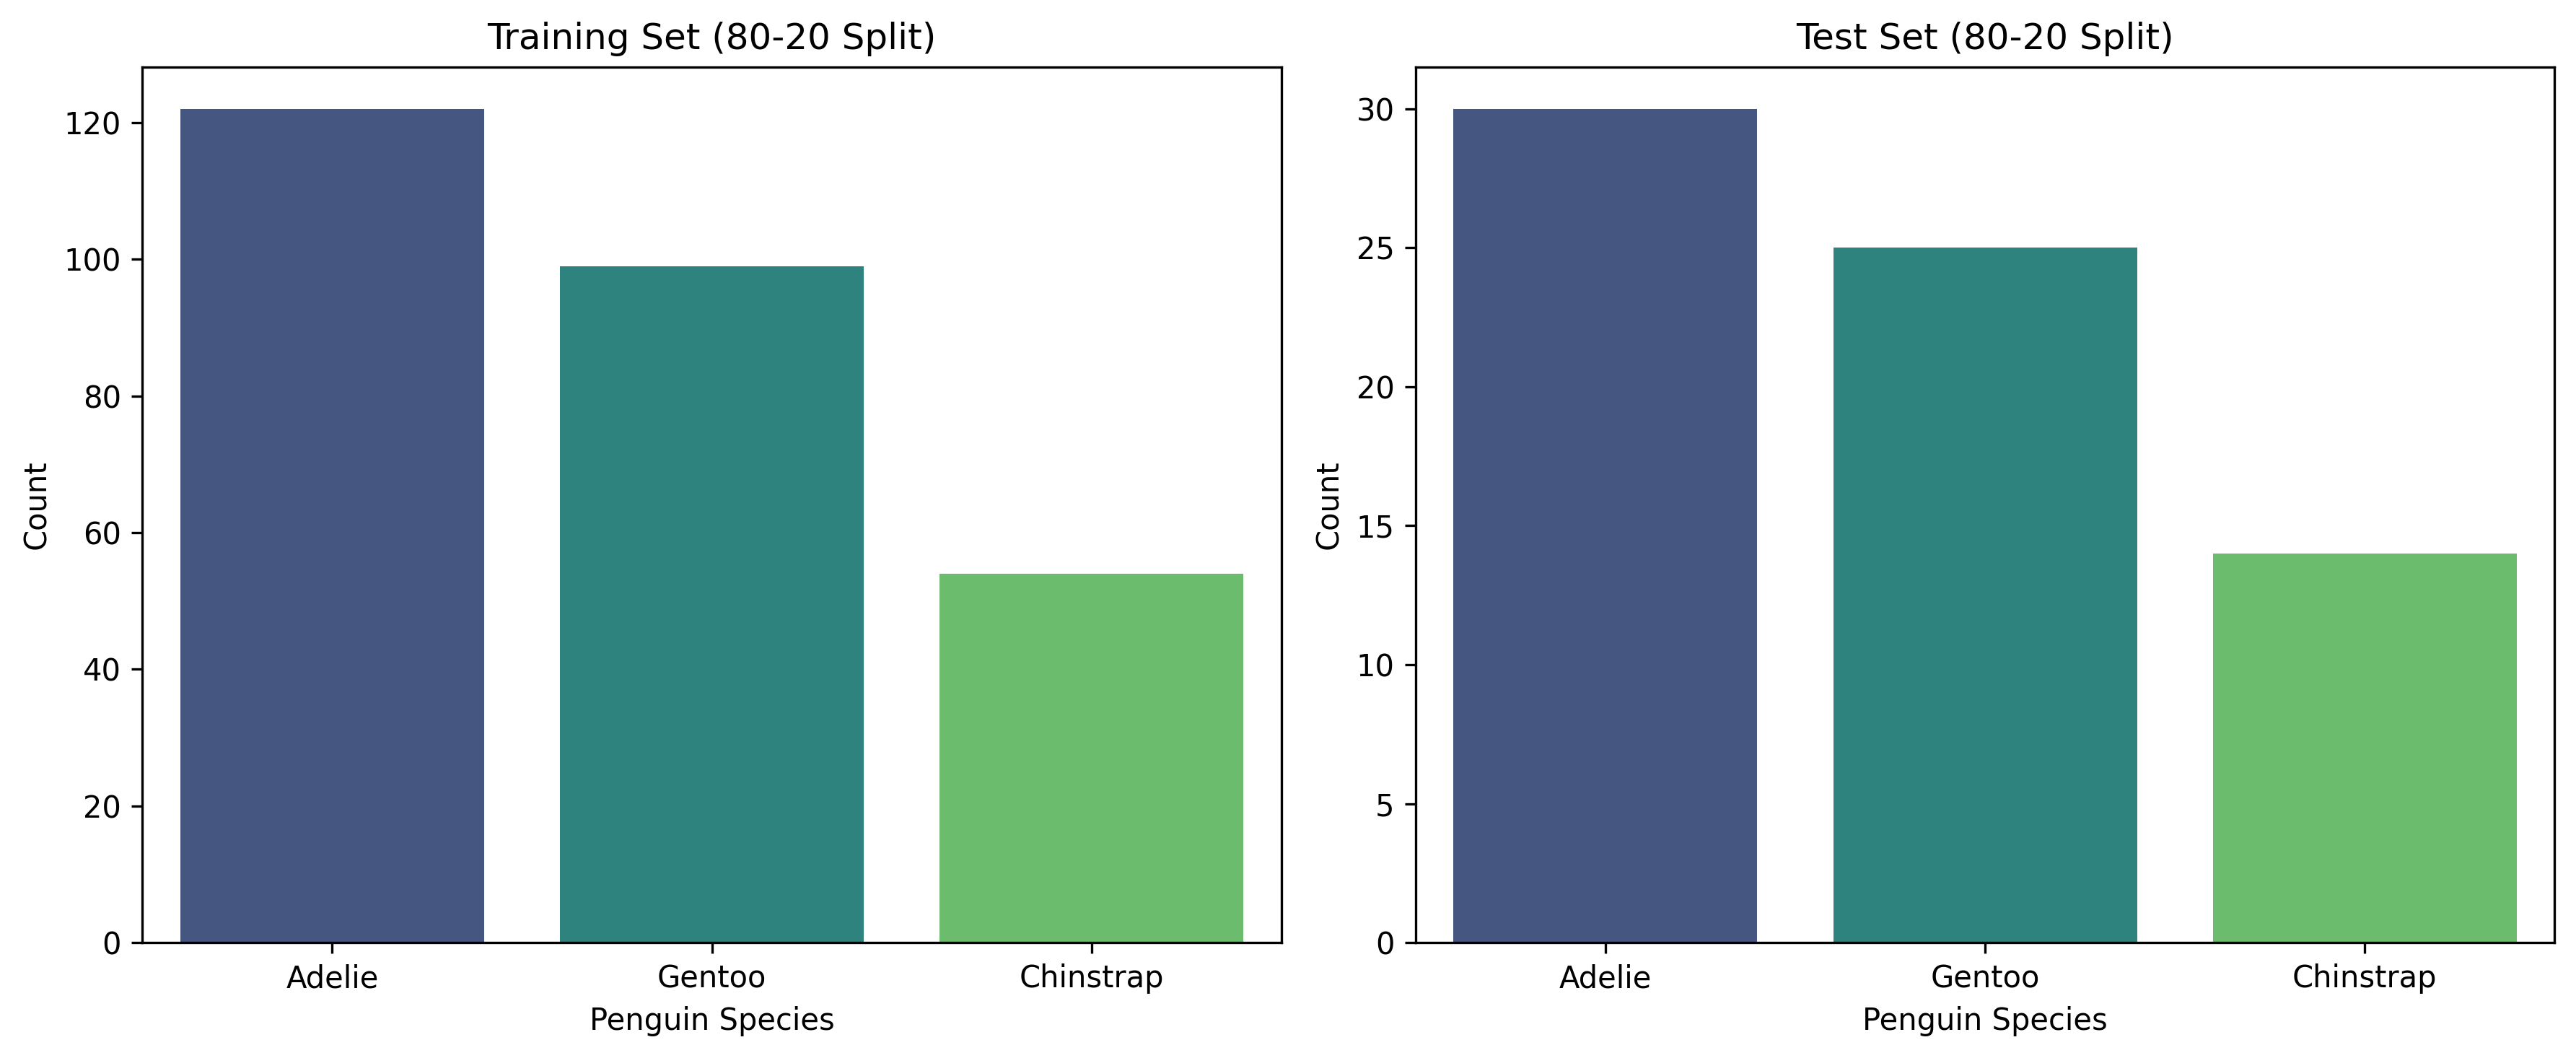 Training Set (80-20 Split)
120
100
80
60
40
20
0
Count
Adelie Gentoo Chinstrap
Penguin Species
Test Set (80-20 Split)
30
25
20
15
10
5
0
Count
Adelie Gentoo Chinstrap
Penguin Species